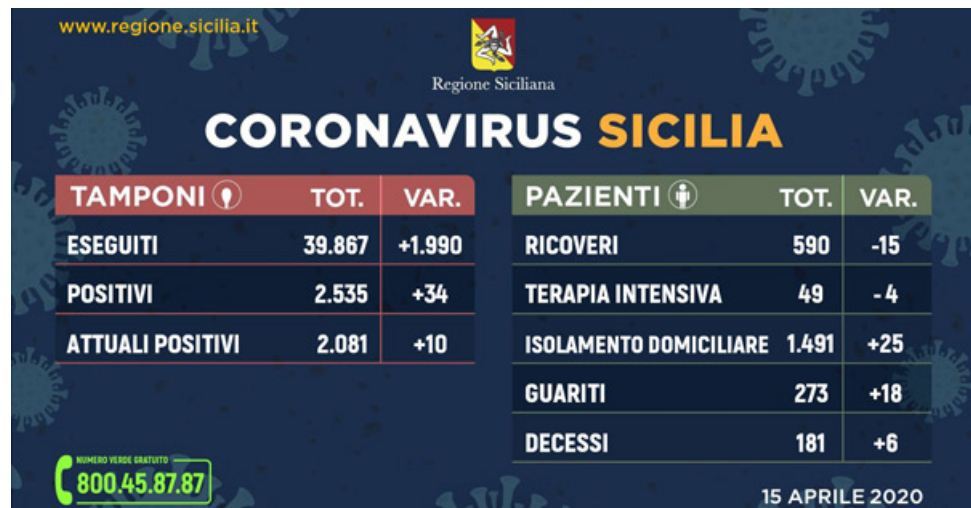 www.regione.sicilia.it
Regione Siciliana
CORONAVIRUS SICILIA
TAMPONI TOT. VAR.
ESEGUITI 39.867 +1.990
POSITIVI 2.535 +34
ATTUALI POSITIVI 2.081 +10
PAZIENTI TOT. VAR.
RICOVERI 590 -15
TERAPIA INTENSIVA 49 -4
ISOLAMENTO DOMICILIARE 1.491 +25
GUARITI 273 +18
DECESSI 181 +6
NUMERO VERDE GRATUITO
800.45.87.87
15 APRILE 2020